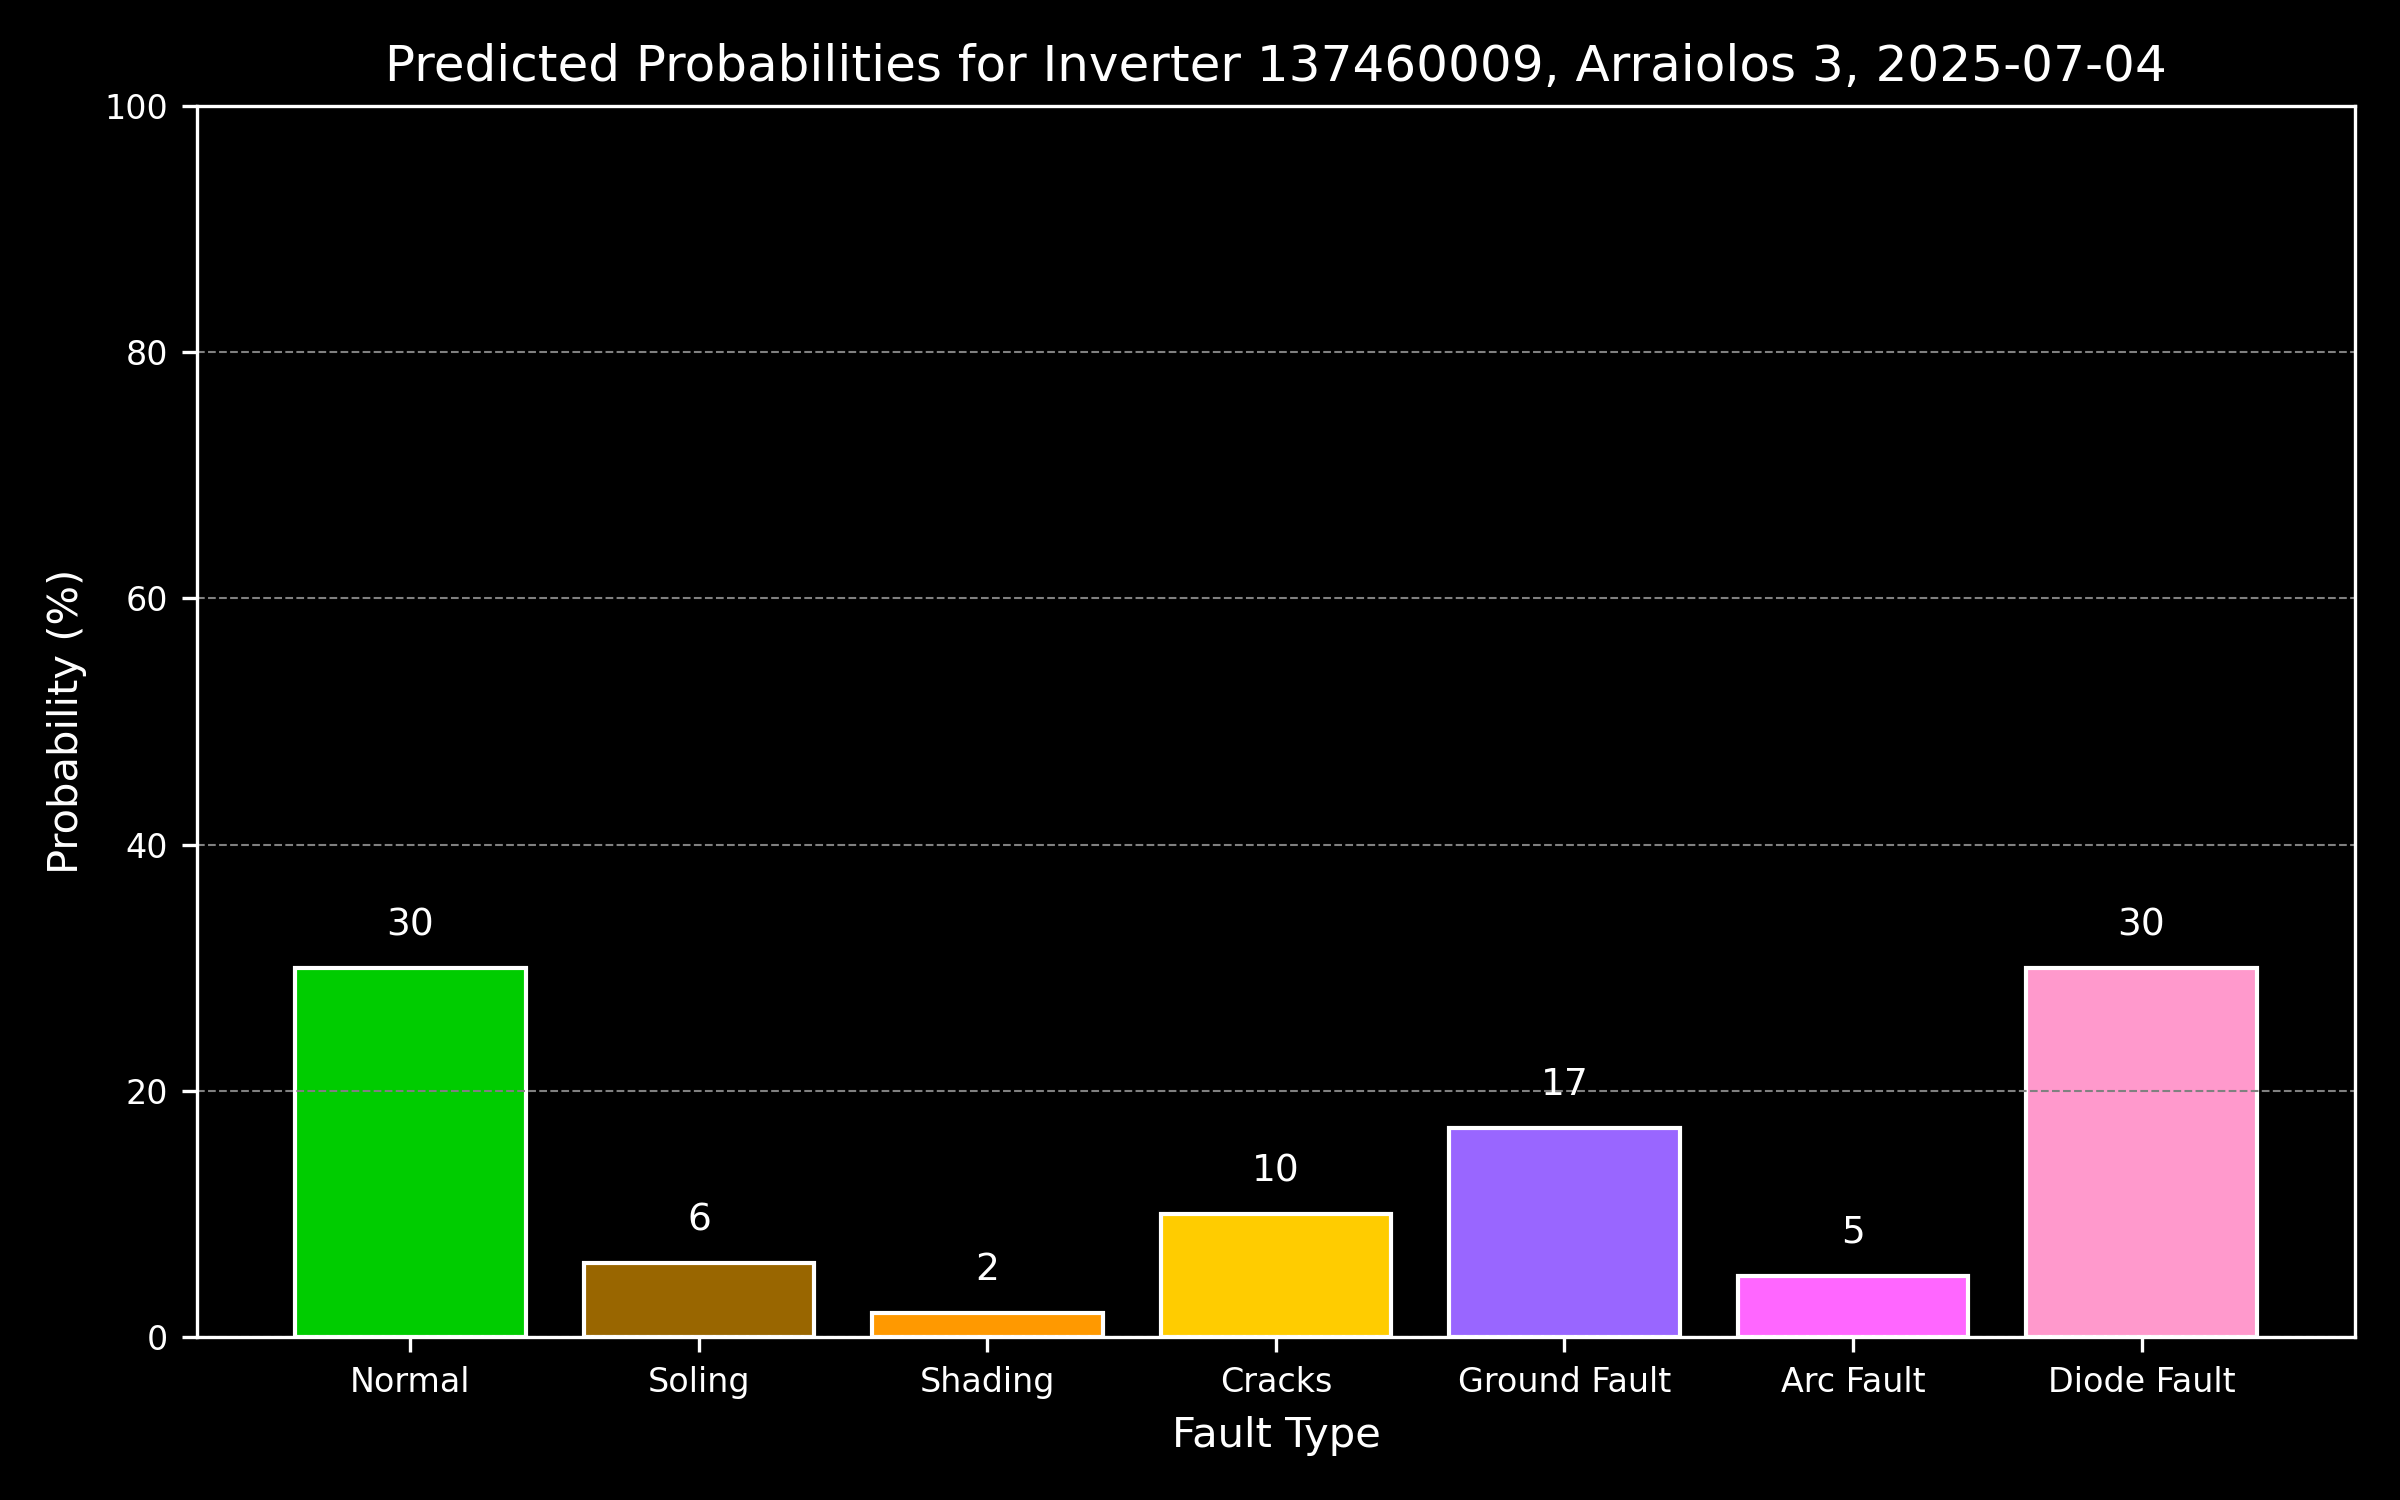 Predicted Probabilities for Inverter 137460009, Arraiolos 3, 2025-07-04
Probability (%)
100
80
60
40
20
0
30
6
2
10
17
5
30
Normal
Soling
Shading
Cracks
Ground Fault
Arc Fault
Diode Fault
Fault Type